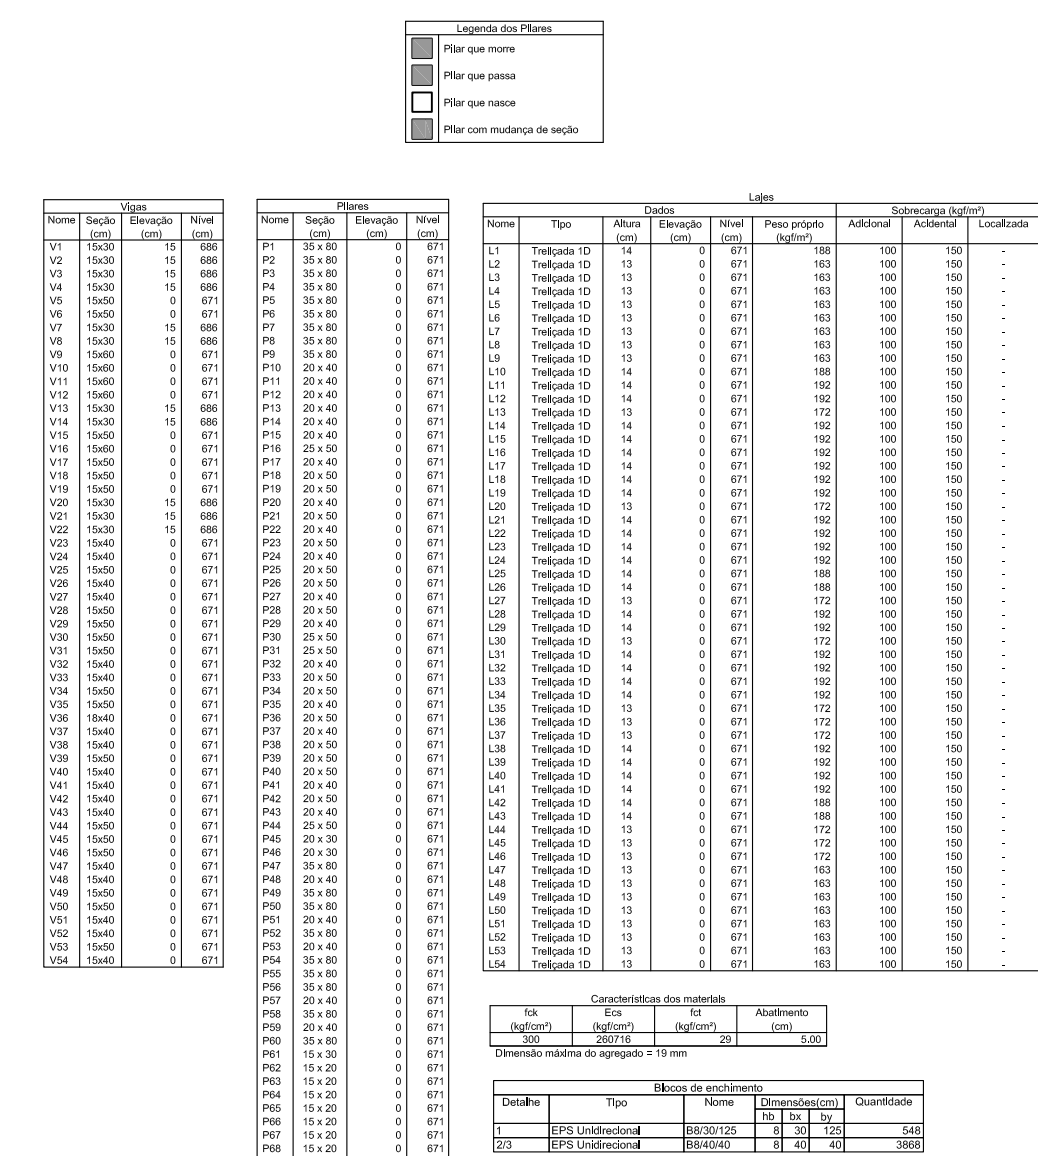 Legenda dos Pilares
Pilar que morre
Pilar que passa
Pilar que nasce
Pilar com mudança de seção
Vigas
Nome Seção (cm) Elevação (cm) Nível (cm)
V1 15x30 15 686
V2 15x30 15 686
V3 15x30 15 686
V4 15x30 15 686
V5 15x50 0 671
V6 15x50 0 671
V7 15x30 15 686
V8 15x30 15 686
V9 15x60 0 671
V10 15x60 0 671
V11 15x60 0 671
V12 15x60 0 671
V13 15x30 15 686
V14 15x30 15 686
V15 15x50 0 671
V16 15x60 0 671
V17 15x50 0 671
V18 15x50 0 671
V19 15x50 0 671
V20 15x30 15 686
V21 15x30 15 686
V22 15x30 15 686
V23 15x40 0 671
V24 15x40 0 671
V25 15x50 0 671
V26 15x40 0 671
V27 15x40 0 671
V28 15x50 0 671
V29 15x50 0 671
V30 15x50 0 671
V31 15x50 0 671
V32 15x40 0 671
V33 15x40 0 671
V34 15x50 0 671
V35 15x50 0 671
V36 18x40 0 671
V37 15x40 0 671
V38 15x40 0 671
V39 15x50 0 671
V40 15x40 0 671
V41 15x40 0 671
V42 15x40 0 671
V43 15x40 0 671
V44 15x50 0 671
V45 15x50 0 671
V46 15x50 0 671
V47 15x40 0 671
V48 15x40 0 671
V49 15x50 0 671
V50 15x50 0 671
V51 15x40 0 671
V52 15x40 0 671
V53 15x50 0 671
V54 15x40 0 671
Pilares
Nome Seção (cm) Elevação (cm) Nível (cm)
P1 35 x 80 0 671
P2 35 x 80 0 671
P3 35 x 80 0 671
P4 35 x 80 0 671
P5 35 x 80 0 671
P6 35 x 80 0 671
P7 35 x 80 0 671
P8 35 x 80 0 671
P9 35 x 80 0 671
P10 20 x 40 0 671
P11 20 x 40 0 671
P12 20 x 40 0 671
P13 20 x 40 0 671
P14 20 x 40 0 671
P15 20 x 40 0 671
P16 25 x 50 0 671
P17 20 x 40 0 671
P18 20 x 50 0 671
P19 20 x 50 0 671
P20 20 x 40 0 671
P21 20 x 50 0 671
P22 20 x 40 0 671
P23 20 x 50 0 671
P24 20 x 40 0 671
P25 20 x 50 0 671
P26 20 x 50 0 671
P27 20 x 40 0 671
P28 20 x 50 0 671
P29 20 x 40 0 671
P30 25 x 50 0 671
P31 25 x 50 0 671
P32 20 x 40 0 671
P33 20 x 50 0 671
P34 20 x 50 0 671
P35 20 x 40 0 671
P36 20 x 50 0 671
P37 20 x 40 0 671
P38 20 x 50 0 671
P39 20 x 50 0 671
P40 20 x 50 0 671
P41 20 x 40 0 671
P42 20 x 50 0 671
P43 20 x 40 0 671
P44 25 x 50 0 671
P45 20 x 30 0 671
P46 20 x 30 0 671
P47 35 x 80 0 671
P48 20 x 40 0 671
P49 35 x 80 0 671
P50 35 x 80 0 671
P51 20 x 40 0 671
P52 35 x 80 0 671
P53 20 x 40 0 671
P54 35 x 80 0 671
P55 35 x 80 0 671
P56 35 x 80 0 671
P57 20 x 40 0 671
P58 35 x 80 0 671
P59 20 x 40 0 671
P60 35 x 80 0 671
P61 15 x 30 0 671
P62 15 x 20 0 671
P63 15 x 20 0 671
P64 15 x 20 0 671
P65 15 x 20 0 671
P66 15 x 20 0 671
P67 15 x 20 0 671
P68 15 x 20 0 671
Lajes
Dados Sobrecarga (kgf/m²)
Nome Tipo Altura (cm) Elevação (cm) Nível (cm) Peso próprio (kgf/m²) Adicional Acidental Localizada
L1 Treliçada 1D 14 0 671 188 100 150 -
L2 Treliçada 1D 13 0 671 163 100 150 -
L3 Treliçada 1D 13 0 671 163 100 150 -
L4 Treliçada 1D 13 0 671 163 100 150 -
L5 Treliçada 1D 13 0 671 163 100 150 -
L6 Treliçada 1D 13 0 671 163 100 150 -
L7 Treliçada 1D 13 0 671 163 100 150 -
L8 Treliçada 1D 13 0 671 163 100 150 -
L9 Treliçada 1D 13 0 671 163 100 150 -
L10 Treliçada 1D 14 0 671 188 100 150 -
L11 Treliçada 1D 14 0 671 192 100 150 -
L12 Treliçada 1D 14 0 671 192 100 150 -
L13 Treliçada 1D 13 0 671 172 100 150 -
L14 Treliçada 1D 14 0 671 192 100 150 -
L15 Treliçada 1D 14 0 671 192 100 150 -
L16 Treliçada 1D 14 0 671 192 100 150 -
L17 Treliçada 1D 14 0 671 192 100 150 -
L18 Treliçada 1D 14 0 671 192 100 150 -
L19 Treliçada 1D 14 0 671 192 100 150 -
L20 Treliçada 1D 13 0 671 172 100 150 -
L21 Treliçada 1D 14 0 671 192 100 150 -
L22 Treliçada 1D 14 0 671 192 100 150 -
L23 Treliçada 1D 14 0 671 192 100 150 -
L24 Treliçada 1D 14 0 671 192 100 150 -
L25 Treliçada 1D 14 0 671 188 100 150 -
L26 Treliçada 1D 14 0 671 188 100 150 -
L27 Treliçada 1D 13 0 671 172 100 150 -
L28 Treliçada 1D 14 0 671 192 100 150 -
L29 Treliçada 1D 14 0 671 192 100 150 -
L30 Treliçada 1D 13 0 671 172 100 150 -
L31 Treliçada 1D 14 0 671 192 100 150 -
L32 Treliçada 1D 14 0 671 192 100 150 -
L33 Treliçada 1D 14 0 671 192 100 150 -
L34 Treliçada 1D 14 0 671 192 100 150 -
L35 Treliçada 1D 13 0 671 172 100 150 -
L36 Treliçada 1D 13 0 671 172 100 150 -
L37 Treliçada 1D 13 0 671 172 100 150 -
L38 Treliçada 1D 14 0 671 192 100 150 -
L39 Treliçada 1D 14 0 671 192 100 150 -
L40 Treliçada 1D 14 0 671 192 100 150 -
L41 Treliçada 1D 14 0 671 192 100 150 -
L42 Treliçada 1D 14 0 671 188 100 150 -
L43 Treliçada 1D 14 0 671 188 100 150 -
L44 Treliçada 1D 13 0 671 172 100 150 -
L45 Treliçada 1D 13 0 671 172 100 150 -
L46 Treliçada 1D 13 0 671 172 100 150 -
L47 Treliçada 1D 13 0 671 163 100 150 -
L48 Treliçada 1D 13 0 671 163 100 150 -
L49 Treliçada 1D 13 0 671 163 100 150 -
L50 Treliçada 1D 13 0 671 163 100 150 -
L51 Treliçada 1D 13 0 671 163 100 150 -
L52 Treliçada 1D 13 0 671 163 100 150 -
L53 Treliçada 1D 13 0 671 163 100 150 -
L54 Treliçada 1D 13 0 671 163 100 150 -
Características dos materiais
fck (kgf/cm²) Ecs (kgf/cm²) fct (kgf/cm²) Abatimento (cm)
300 260716 29 5.00
Dimensão máxima do agregado = 19 mm
Blocos de enchimento
Detalhe Tipo Nome Dimensões(cm) Quantidade
hb bx by
1 EPS Unidirecional B8/30/125 8 30 125 548
2/3 EPS Unidirecional B8/40/40 8 40 40 3868